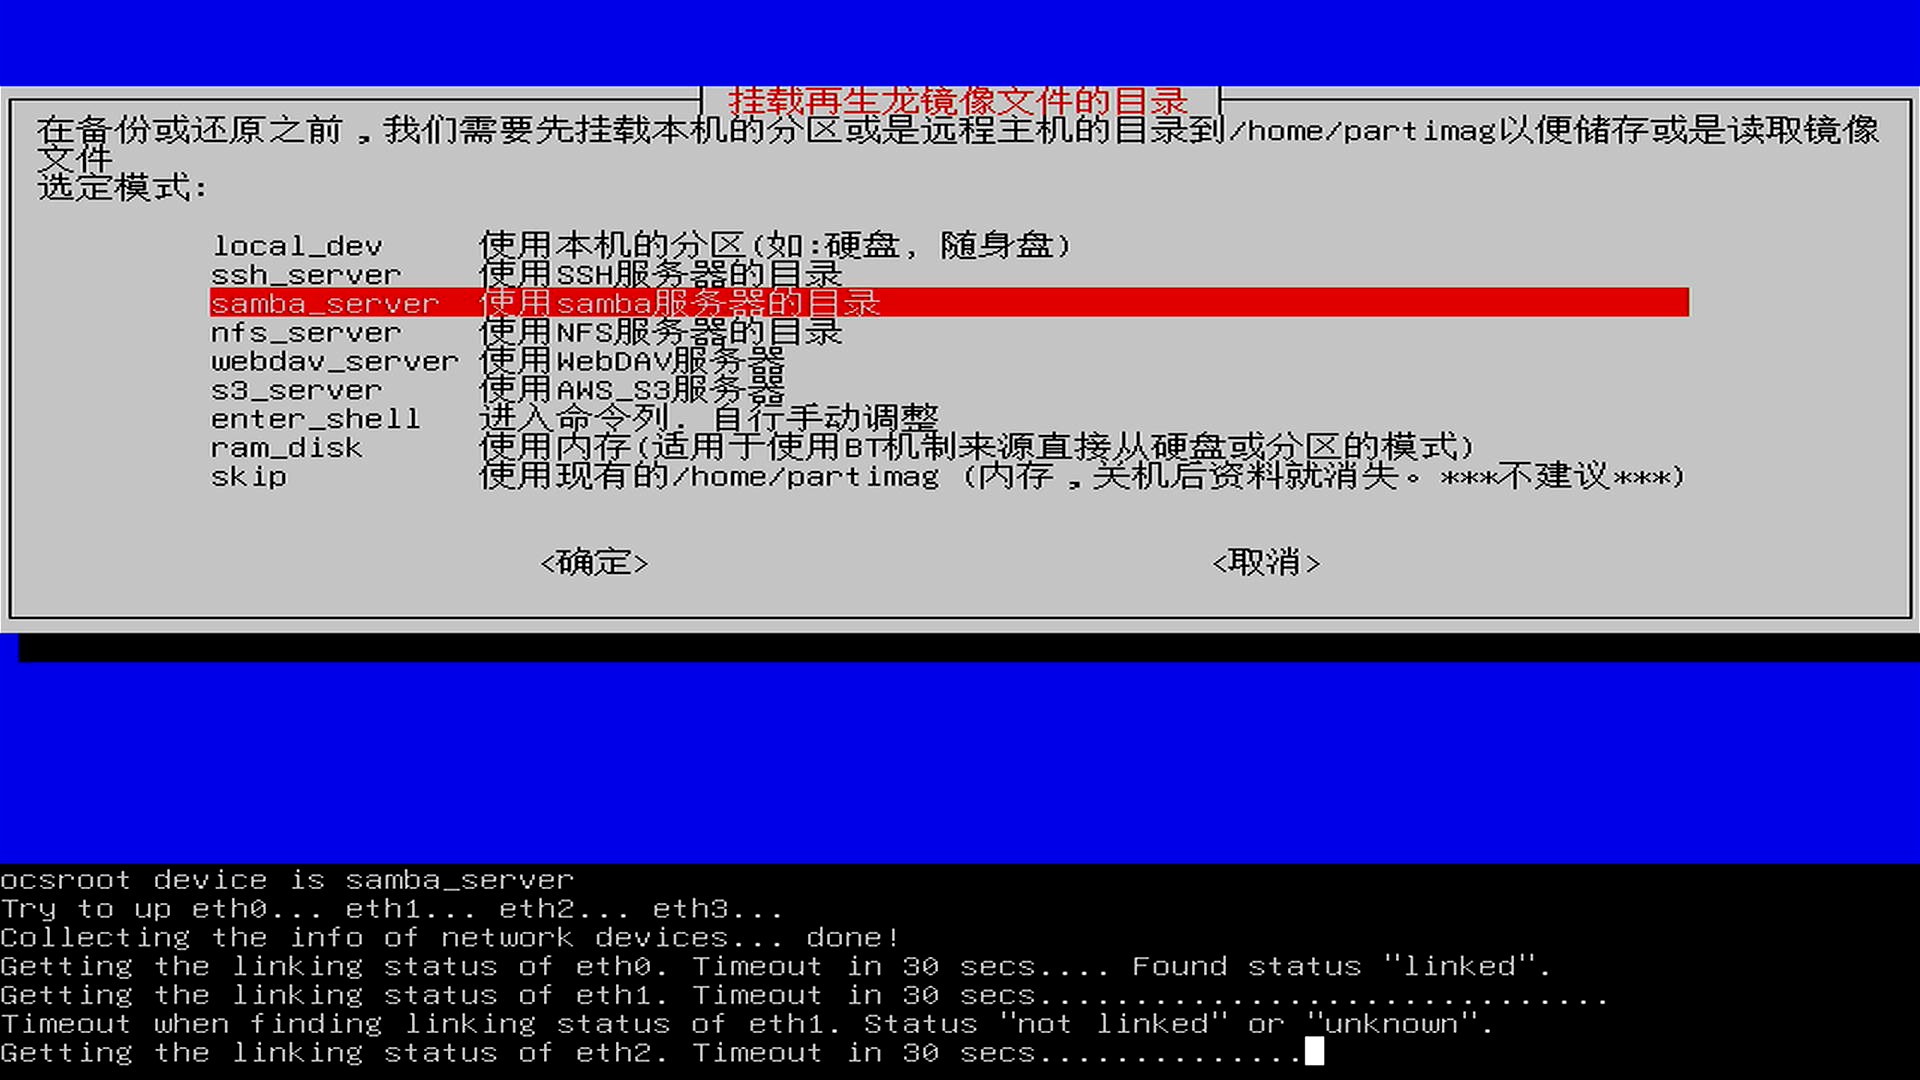 挂载再生龙镜像文件的目录
在备份或还原之前，我们需要先挂载本机的分区或是远程主机的目录到/home/partimag以便储存或是读取镜像
文件
选定模式:
local_dev 使用本机的分区(如:硬盘, 随身盘)
ssh_server 使用SSH服务器的目录
samba_server 使用samba服务器的目录
nfs_server 使用NFS服务器的目录
webdav_server 使用WebDAV服务器
s3_server 使用AWS_S3服务器
enter_shell 进入命令列. 自行手动调整
ram_disk 使用内存(适用于使用BT机制来源直接从硬盘或分区的模式)
skip 使用现有的/home/partimag (内存，关机后资料就消失。***不建议***)
<确定> <取消>
ocsroot device is samba_server
Try to up eth0... eth1... eth2... eth3...
Collecting the info of network devices... done!
Getting the linking status of eth0. Timeout in 30 secs.... Found status "linked".
Getting the linking status of eth1. Timeout in 30 secs..............................
Timeout when finding linking status of eth1. Status "not linked" or "unknown".
Getting the linking status of eth2. Timeout in 30 secs..............